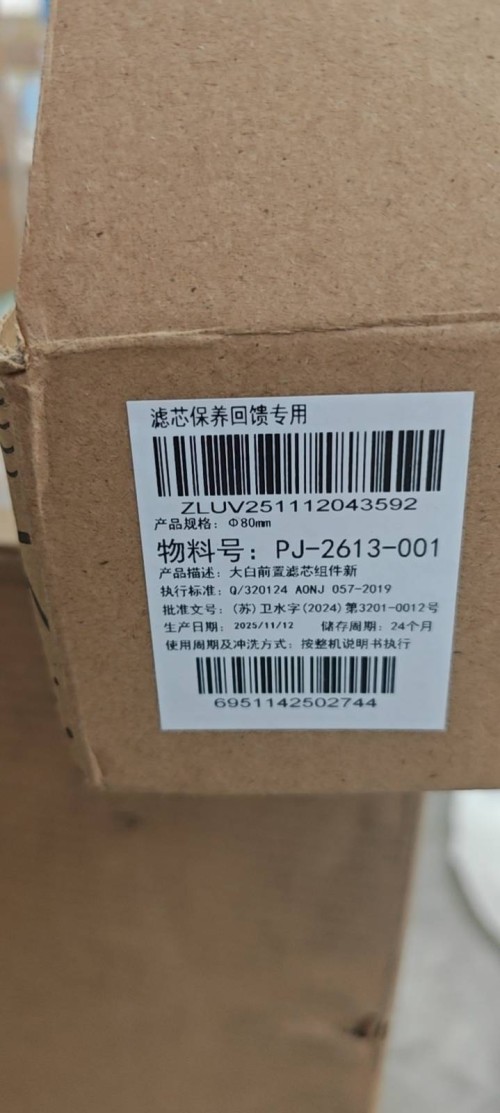 滤芯保养回馈专用
ZLUV251112043592
产品规格：Φ80mm
物料号：PJ-2613-001
产品描述：大白前置滤芯组件新
执行标准：Q/320124 AONJ 057-2019
批准文号：(苏)卫水字(2024)第3201-0012号
生产日期：2025/11/12 储存周期：24个月
使用周期及冲洗方式：按整机说明书执行
6951142502744